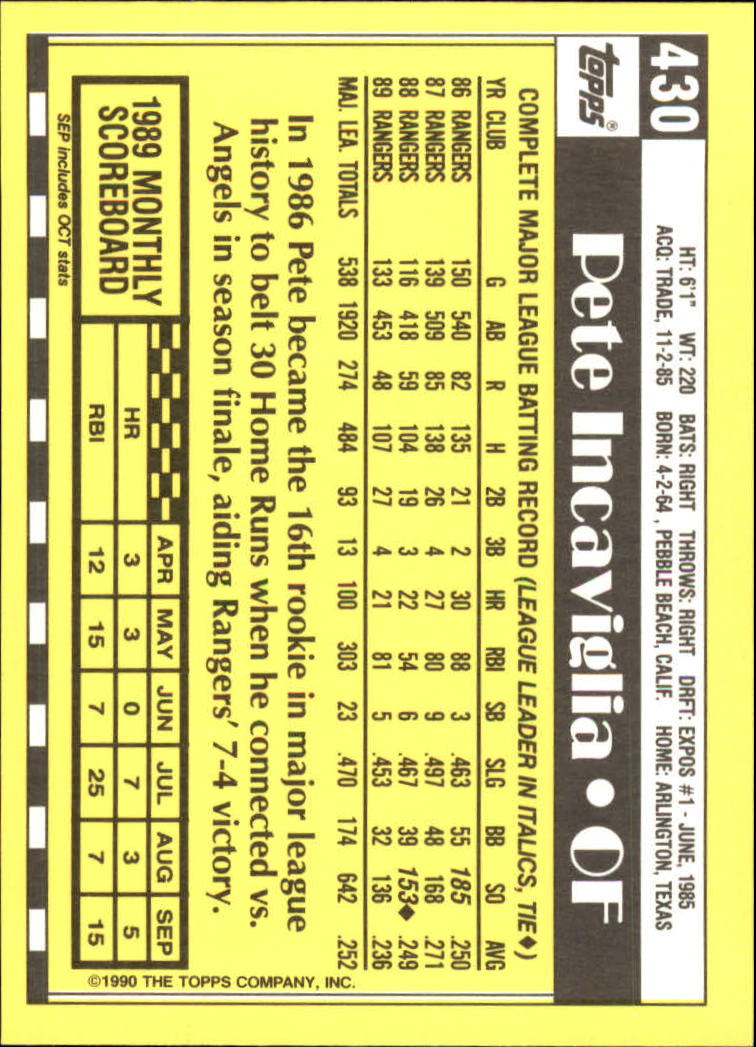 430
HT: 6'1" WT: 220 BATS: RIGHT THROWS: RIGHT DRFT: EXPOS #1 - JUNE, 1985
ACQ: TRADE, 11-2-85 BORN: 4-2-64, PEBBLE BEACH, CALIF. HOME: ARLINGTON, TEXAS
topps®
Pete Incaviglia • OF
COMPLETE MAJOR LEAGUE BATTING RECORD (LEAGUE LEADER IN ITALICS, TIE♦)
YR CLUB G AB R H 2B 3B HR RBI SB SLG BB SO AVG
86 RANGERS 150 540 82 135 21 2 30 88 3 .463 55 185 .250
87 RANGERS 139 509 85 138 26 4 27 80 9 .497 48 168 .271
88 RANGERS 116 418 59 104 19 3 22 54 6 .467 39 153♦ .249
89 RANGERS 133 453 48 107 27 4 21 81 5 .453 32 136 .236
MAJ. LEA. TOTALS 538 1920 274 484 93 13 100 303 23 .470 174 642 .252
In 1986 Pete became the 16th rookie in major league
history to belt 30 Home Runs when he connected vs.
Angels in season finale, aiding Rangers' 7-4 victory.
1989 MONTHLY
SCOREBOARD
APR MAY JUN JUL AUG SEP
HR 3 3 0 7 3 5
RBI 12 15 7 25 7 15
SEP includes OCT stats
©1990 THE TOPPS COMPANY, INC.